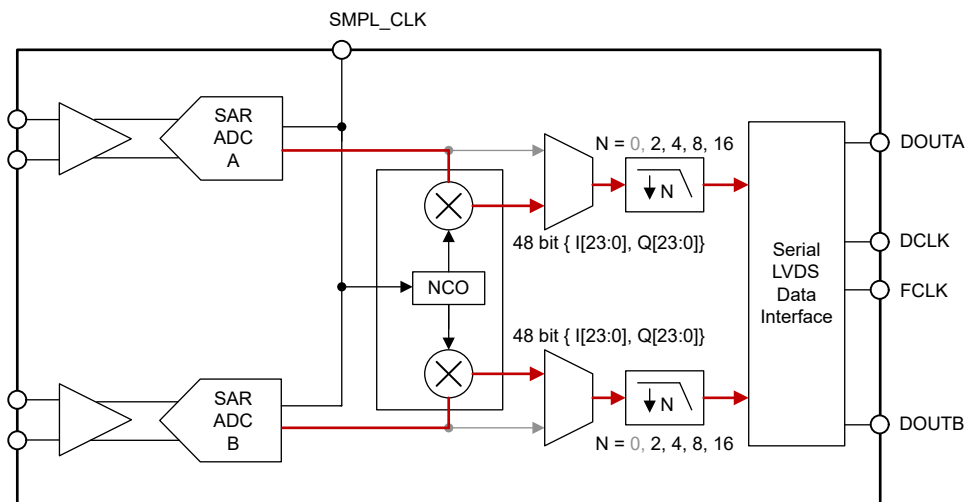 SMPL_CLK
SAR
ADC
A
N = 0, 2, 4, 8, 16
N
DOUTA
48 bit { I[23:0], Q[23:0]}
DCLK
Serial
LVDS
Data
Interface
NCO
FCLK
48 bit { I[23:0], Q[23:0]}
SAR
ADC
B
N
DOUTB
N = 0, 2, 4, 8, 16